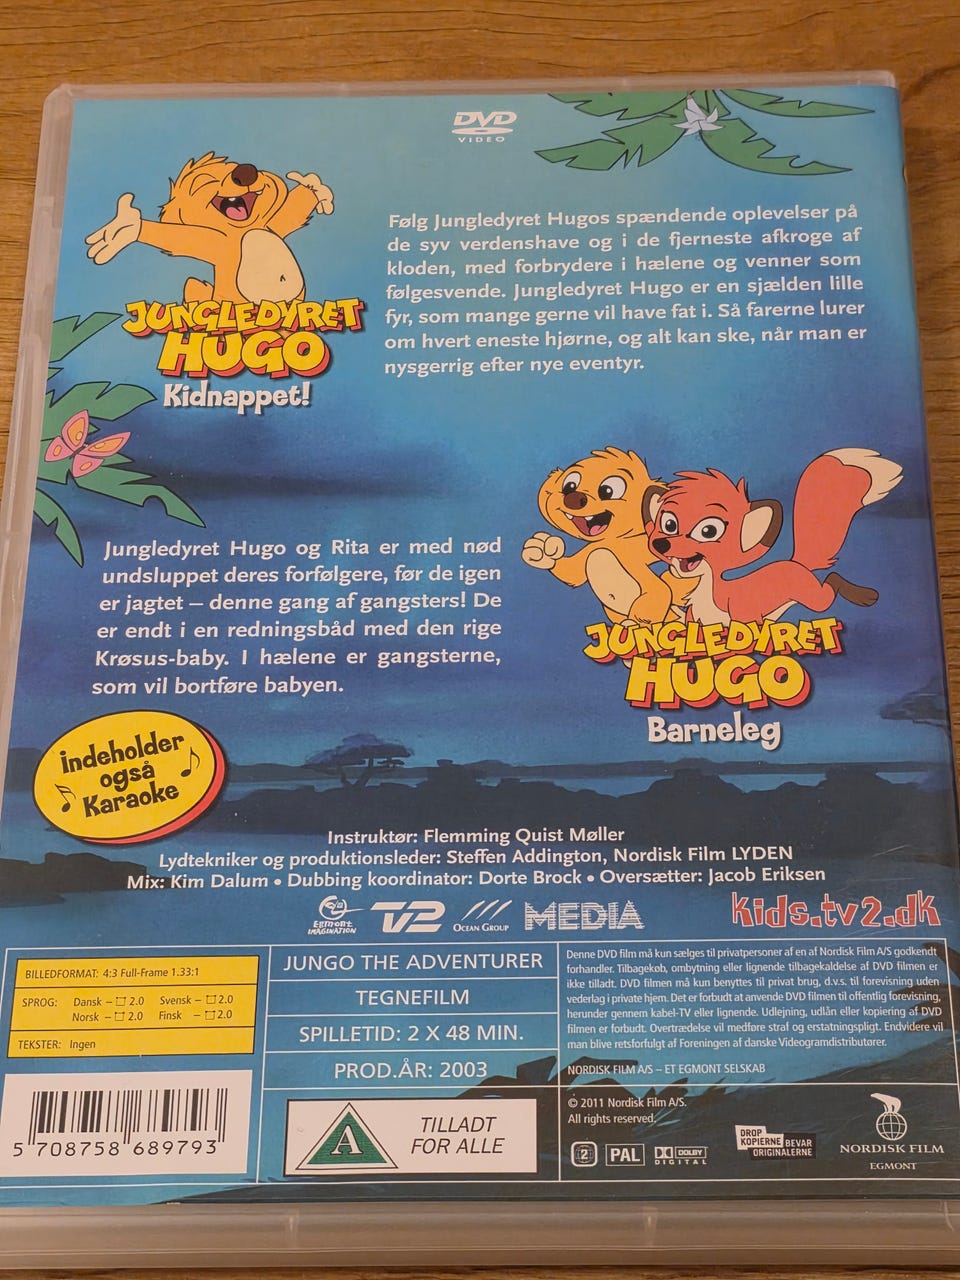 DVD
VIDEO
JUNGLEDYRET
HUGO
Kidnappet!
Følg Jungledyret Hugos spændende oplevelser på
de syv verdenshave og i de fjerneste afkroge af
kloden, med forbrydere i hælene og venner som
følgesvende. Jungledyret Hugo er en sjælden lille
fyr, som mange gerne vil have fat i. Så farerne lurer
om hvert eneste hjørne, og alt kan ske, når man er
nysgerrig efter nye eventyr.
Jungledyret Hugo og Rita er med nød
undsluppet deres forfølgere, før de igen
er jagtet – denne gang af gangsters! De
er endt i en redningsbåd med den rige
Krøsus-baby. I hælene er gangsterne,
som vil bortføre babyen.
JUNGLEDYRET
HUGO
Barneleg
Indeholder
også
Karaoke
Instruktør: Flemming Quist Møller
Lydtekniker og produktionsleder: Steffen Addington, Nordisk Film LYDEN
Mix: Kim Dalum • Dubbing koordinator: Dorte Brock • Oversætter: Jacob Eriksen
EGMONT
IMAGINATION
TV2
OCEAN GROUP
MEDIA
kids.tv2.dk
BILLEDFORMAT: 4:3 Full-Frame 1.33:1
SPROG: Dansk – 2.0 Svensk – 2.0
Norsk – 2.0 Finsk – 2.0
TEKSTER: Ingen
5 708758 689793
JUNGO THE ADVENTURER
TEGNEFILM
SPILLETID: 2 X 48 MIN.
PROD.ÅR: 2003
A
TILLADT
FOR ALLE
Denne DVD film må kun sælges til privatpersoner af en af Nordisk Film A/S godkendt
forhandler. Tilbagekøb, ombytning eller lignende tilbagekaldelse af DVD filmen er
ikke tilladt. DVD filmen må kun benyttes til privat brug, d.v.s. til forevisning uden
vederlag i private hjem. Det er forbudt at anvende DVD filmen til offentlig forevisning,
herunder gennem kabel-TV eller lignende. Udlejning, udlån eller kopiering af DVD
filmen er forbudt. Overtrædelse vil medføre straf og erstatningspligt. Endvidere vil
man blive retsforfulgt af Foreningen af danske Videogramdistributører.
NORDISK FILM A/S – ET EGMONT SELSKAB
© 2011 Nordisk Film A/S.
All rights reserved.
2
PAL
DOLBY
DIGITAL
DROP
KOPIERNE BEVAR
ORIGINALERNE
NORDISK FILM
EGMONT